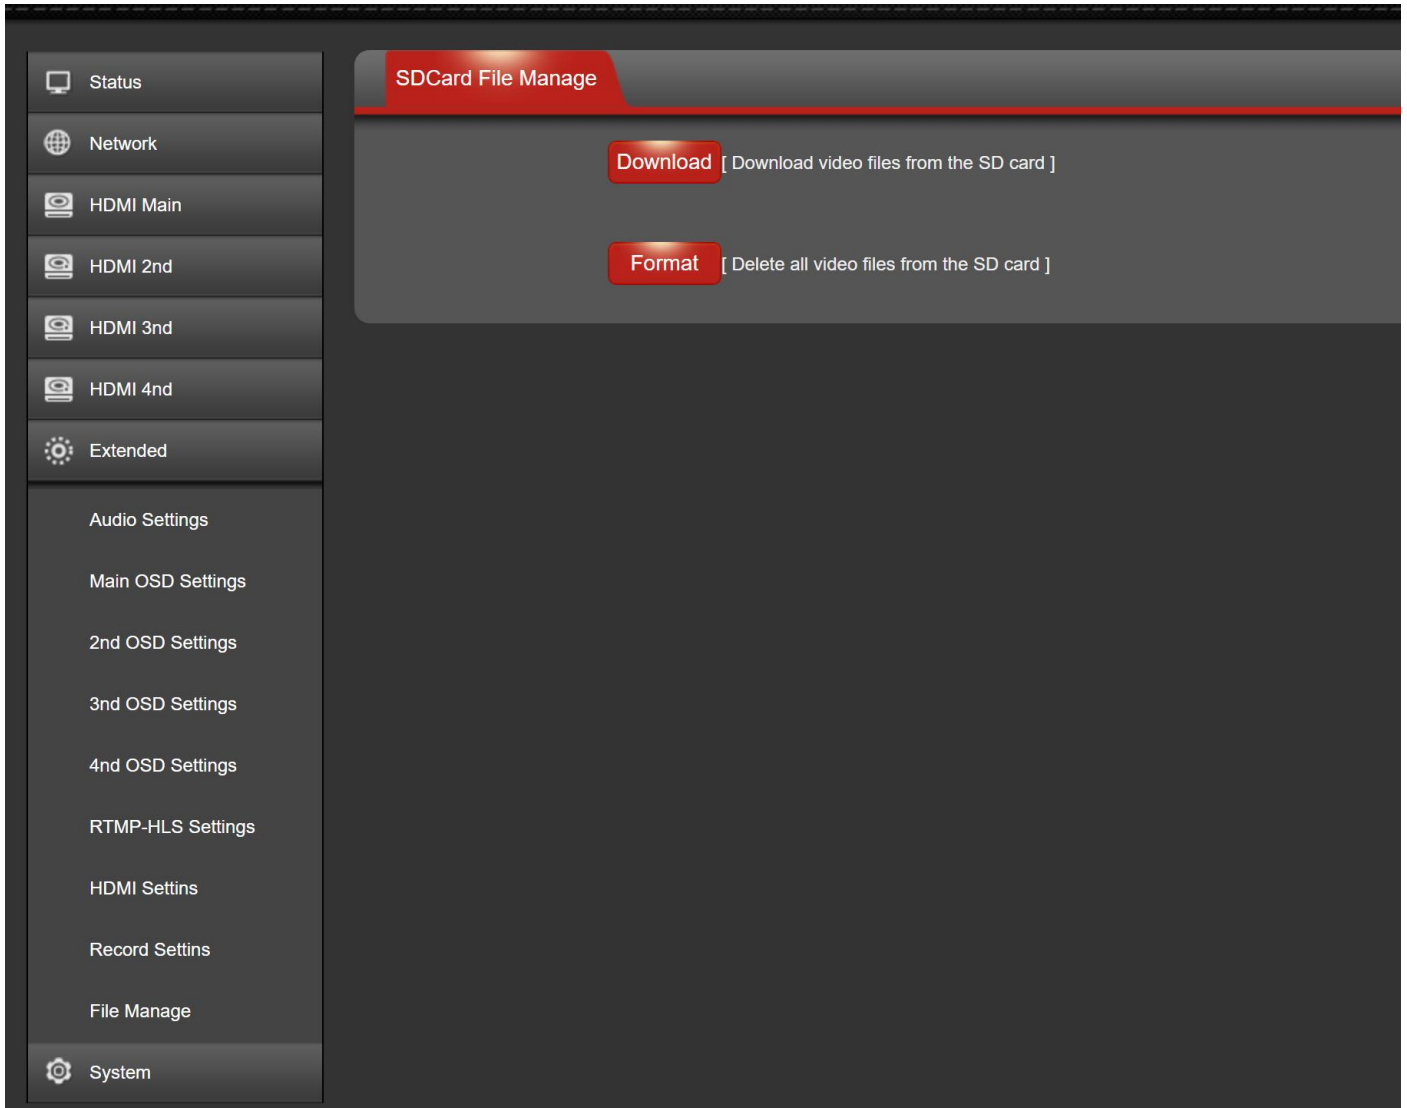 Status
Network
HDMI Main
HDMI 2nd
HDMI 3nd
HDMI 4nd
Extended
Audio Settings
Main OSD Settings
2nd OSD Settings
3nd OSD Settings
4nd OSD Settings
RTMP-HLS Settings
HDMI Settins
Record Settins
File Manage
System
SDCard File Manage
Download [ Download video files from the SD card ]
Format [ Delete all video files from the SD card ]